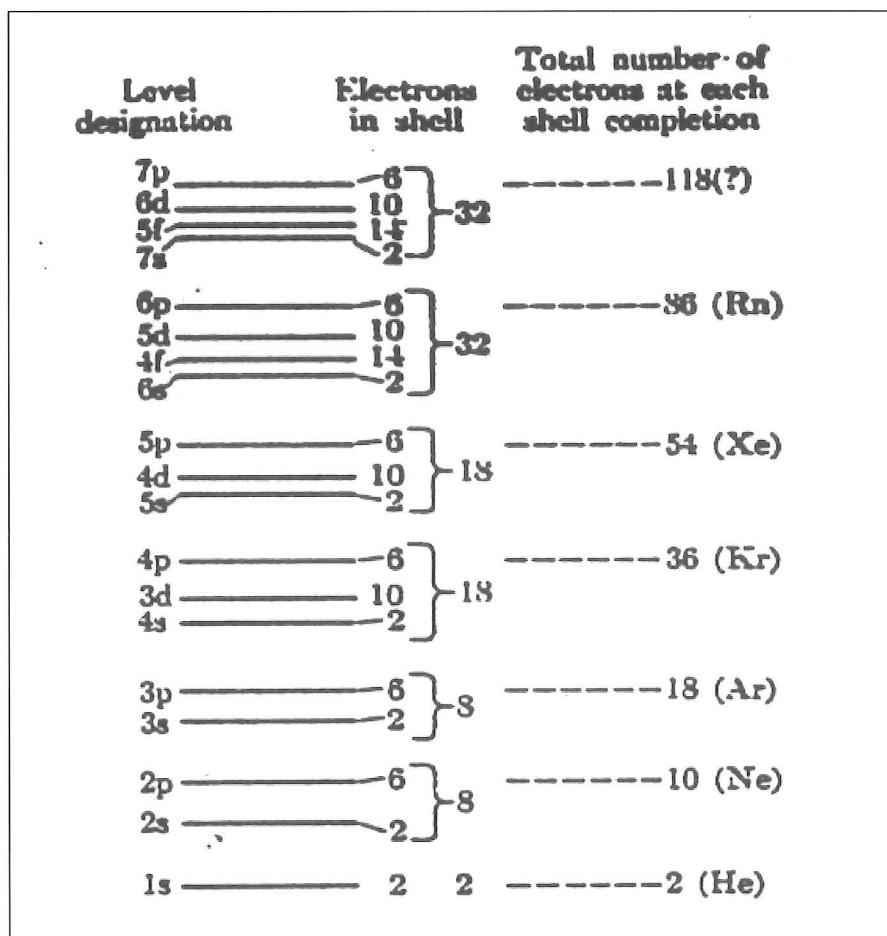 Level designation
Electrons in shell
Total number of electrons at each shell completion
7p 6 118(?)
6d 10
5f 14 32
7s 2
6p 6 86 (Rn)
5d 10
4f 14 32
6s 2
5p 6 54 (Xe)
4d 10 18
5s 2
4p 6 36 (Kr)
3d 10 18
4s 2
3p 6 18 (Ar)
8
3s 2
2p 6 10 (Ne)
8
2s 2
1s 2 2 2 (He)